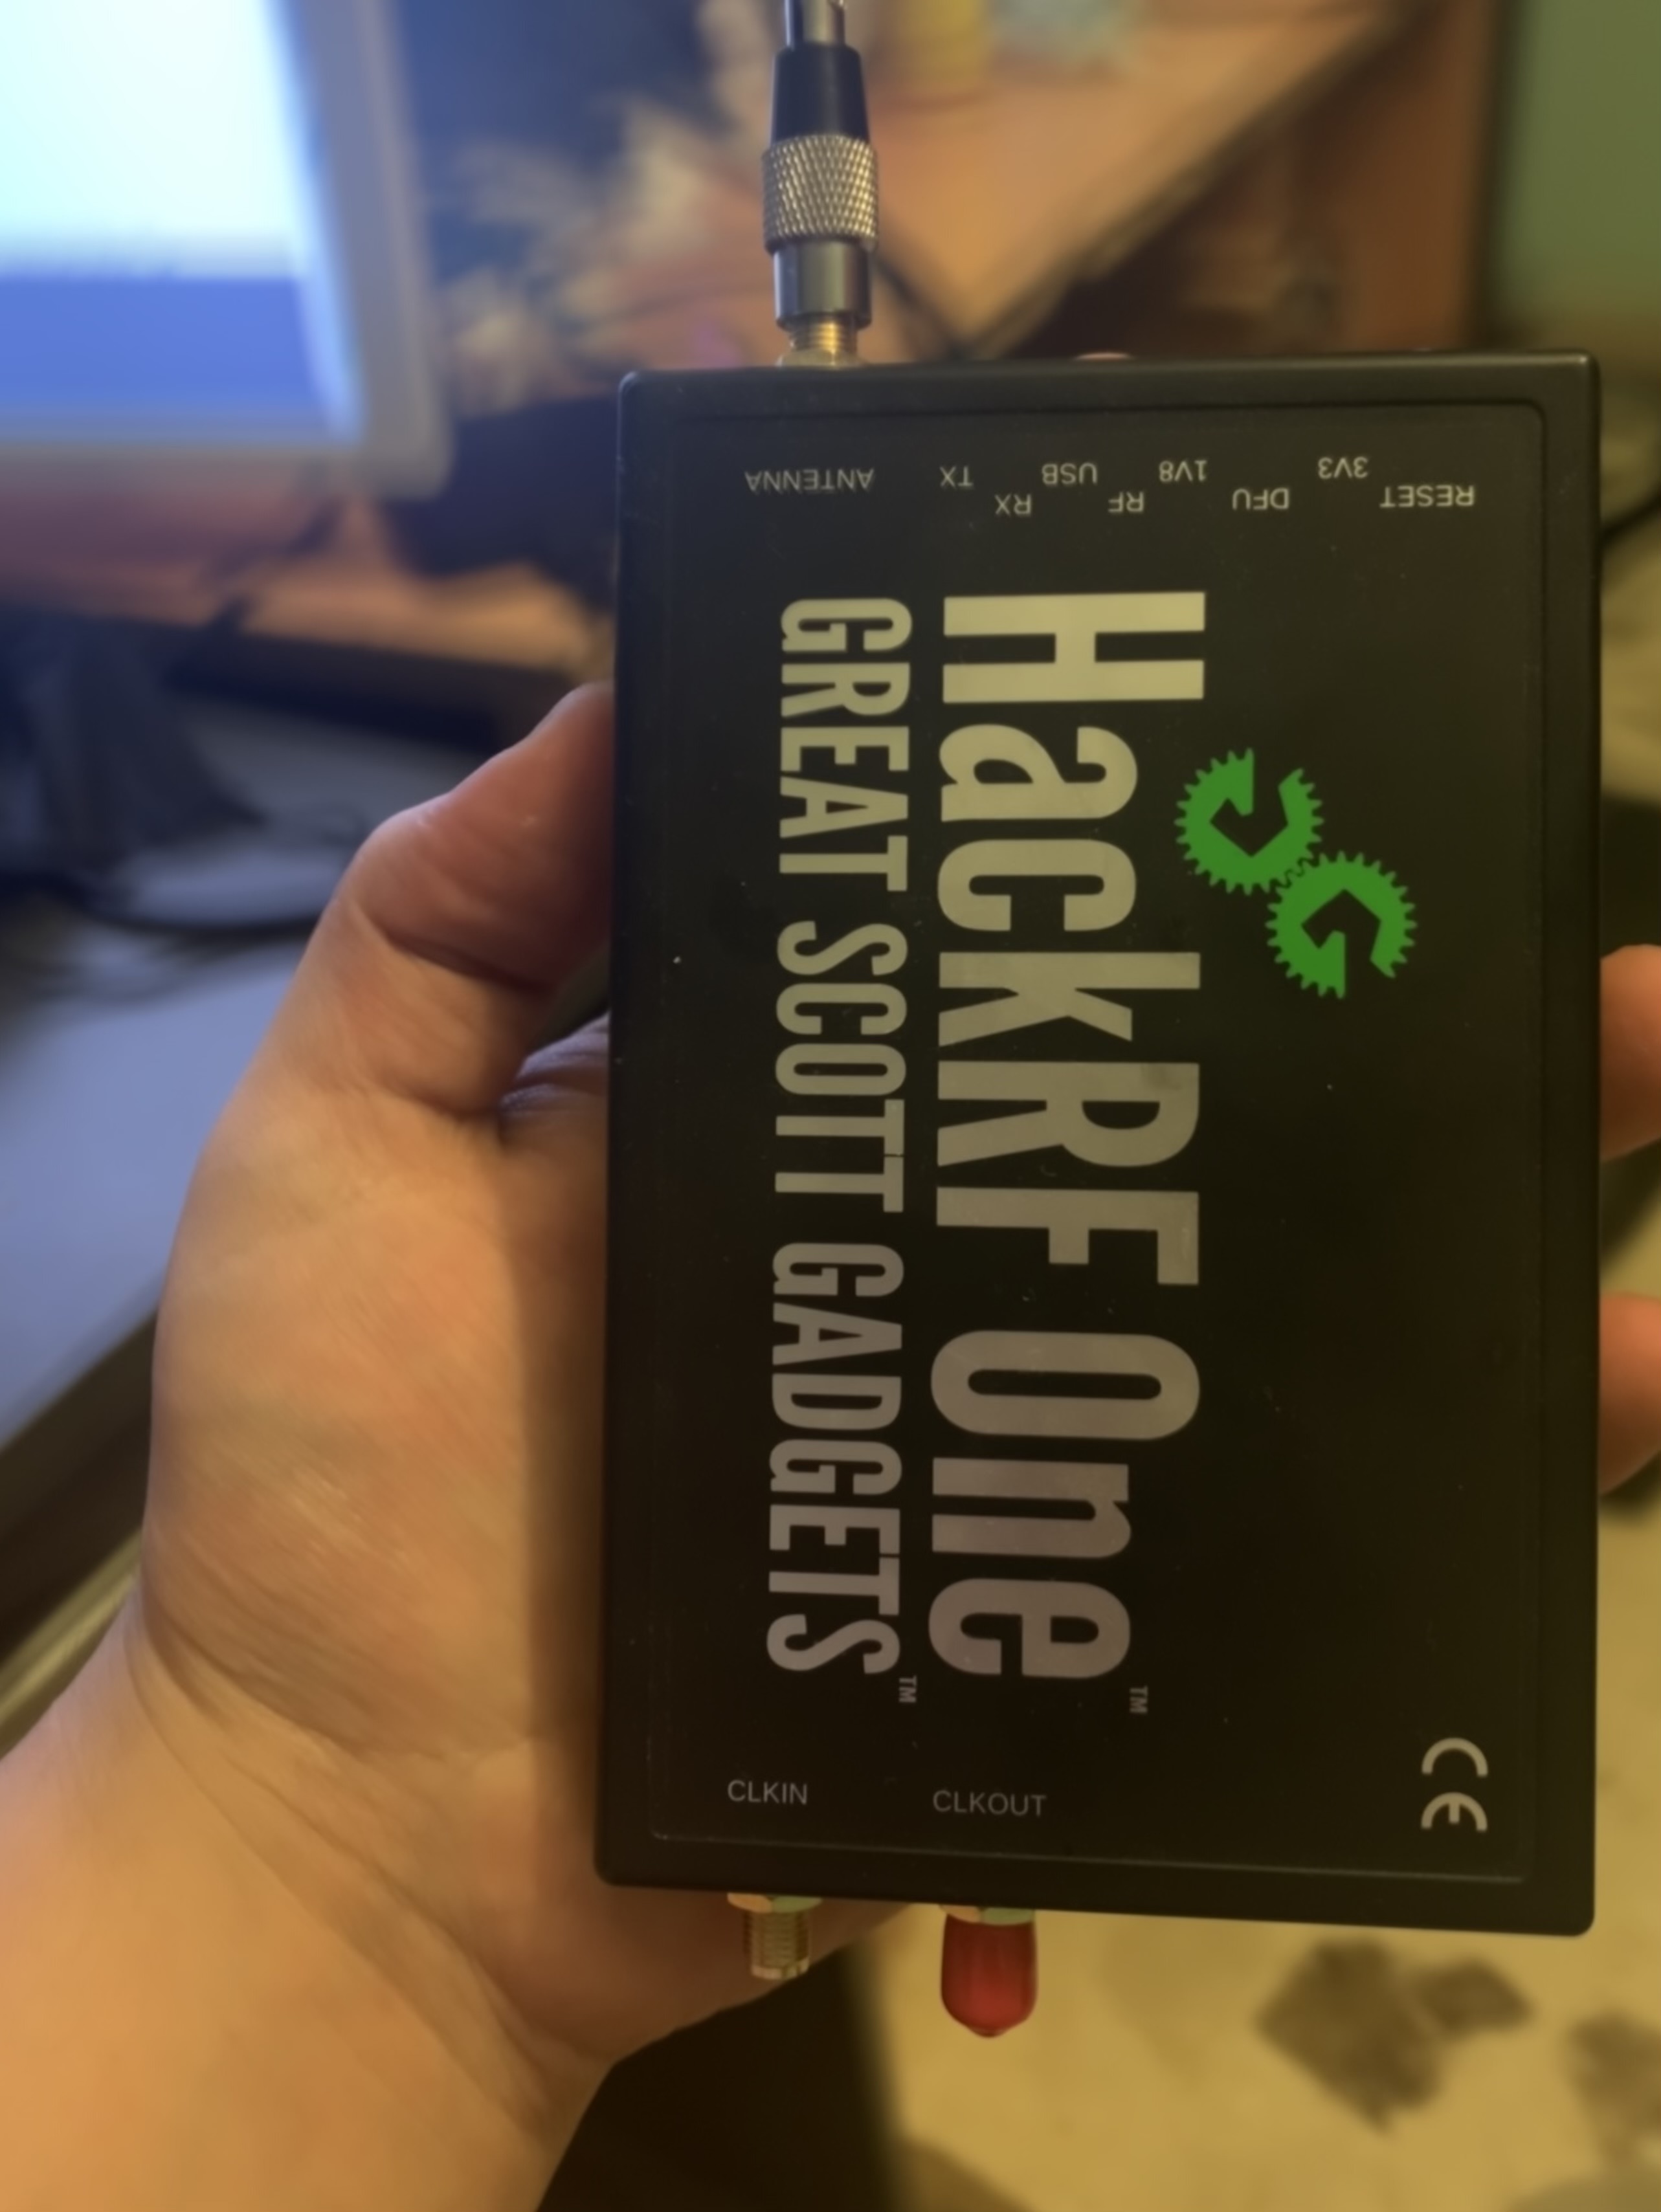 ANTENNA
TX
RX
USB
RF
1V8
DFU
3V3
RESET
HackRF One™
GREAT SCOTT GADGETS™
CLKIN
CLKOUT
CE